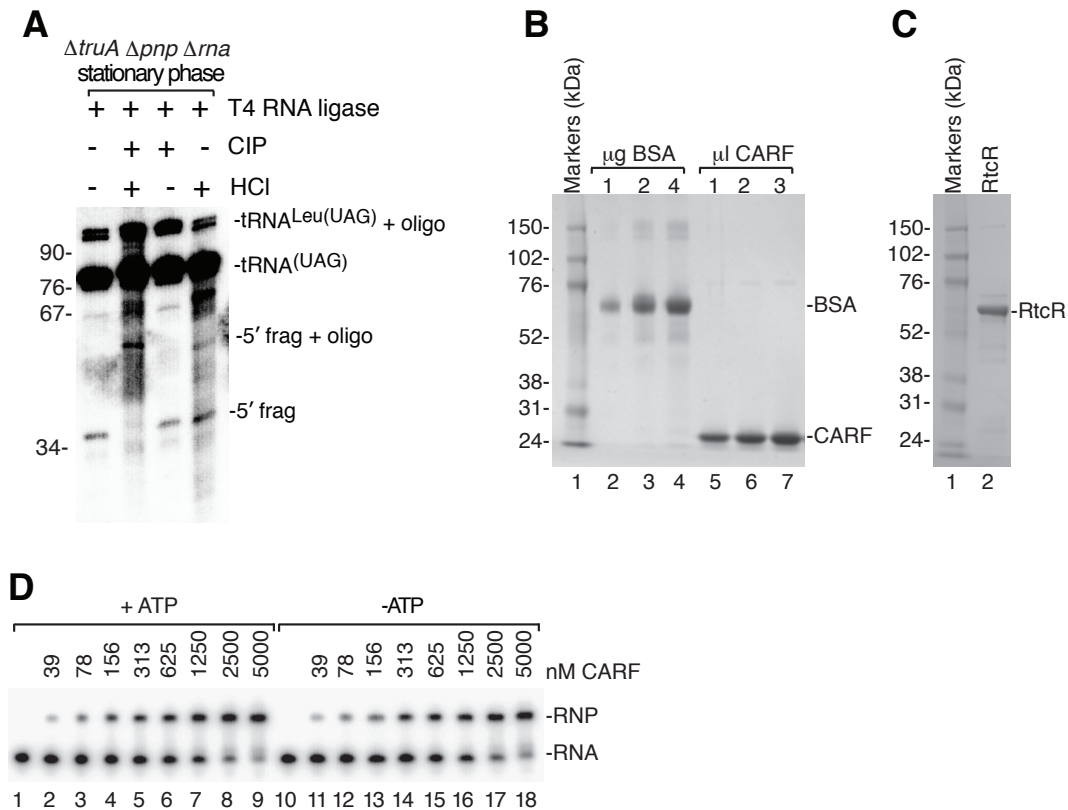 A
ΔtruA Δpnp Δrna
stationary phase
+ + + + T4 RNA ligase
- + + - CIP
- + - + HCl
-tRNALeu(UAG) + oligo
90-
-tRNA(UAG)
76-
67-
-5′ frag + oligo
-5′ frag
34-
B
Markers (kDa)
μg BSA μl CARF
1 2 4 1 2 3
150-
102-
76-
-BSA
52-
38-
31-
24-
-CARF
1 2 3 4 5 6 7
C
Markers (kDa)
RtcR
150-
102-
76-
-RtcR
52-
38-
31-
24-
1 2
D
+ ATP -ATP
39 78 156 313 625 1250 2500 5000 39 78 156 313 625 1250 2500 5000 nM CARF
-RNP
-RNA
1 2 3 4 5 6 7 8 9 10 11 12 13 14 15 16 17 18